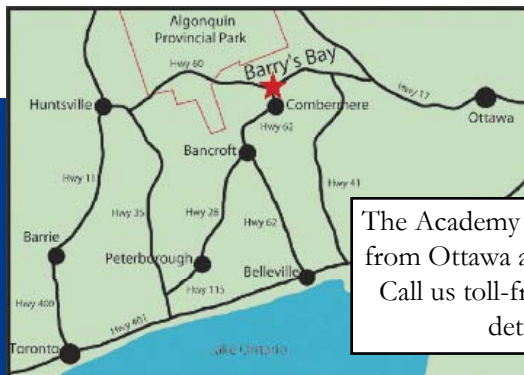 Algonquin
Provincial Park
Hwy 60
Barry's Bay
Huntsville
Combermere
Hwy 17
Ottawa
Hwy 62
Bancroft
Hwy 11
Hwy 35
Hwy 28
Hwy 62
Hwy 41
Barrie
Peterborough
Belleville
Hwy 400
Hwy 115
Hwy 401
Toronto
Lake Ontario
The Academy
from Ottawa a
Call us toll-fr
det